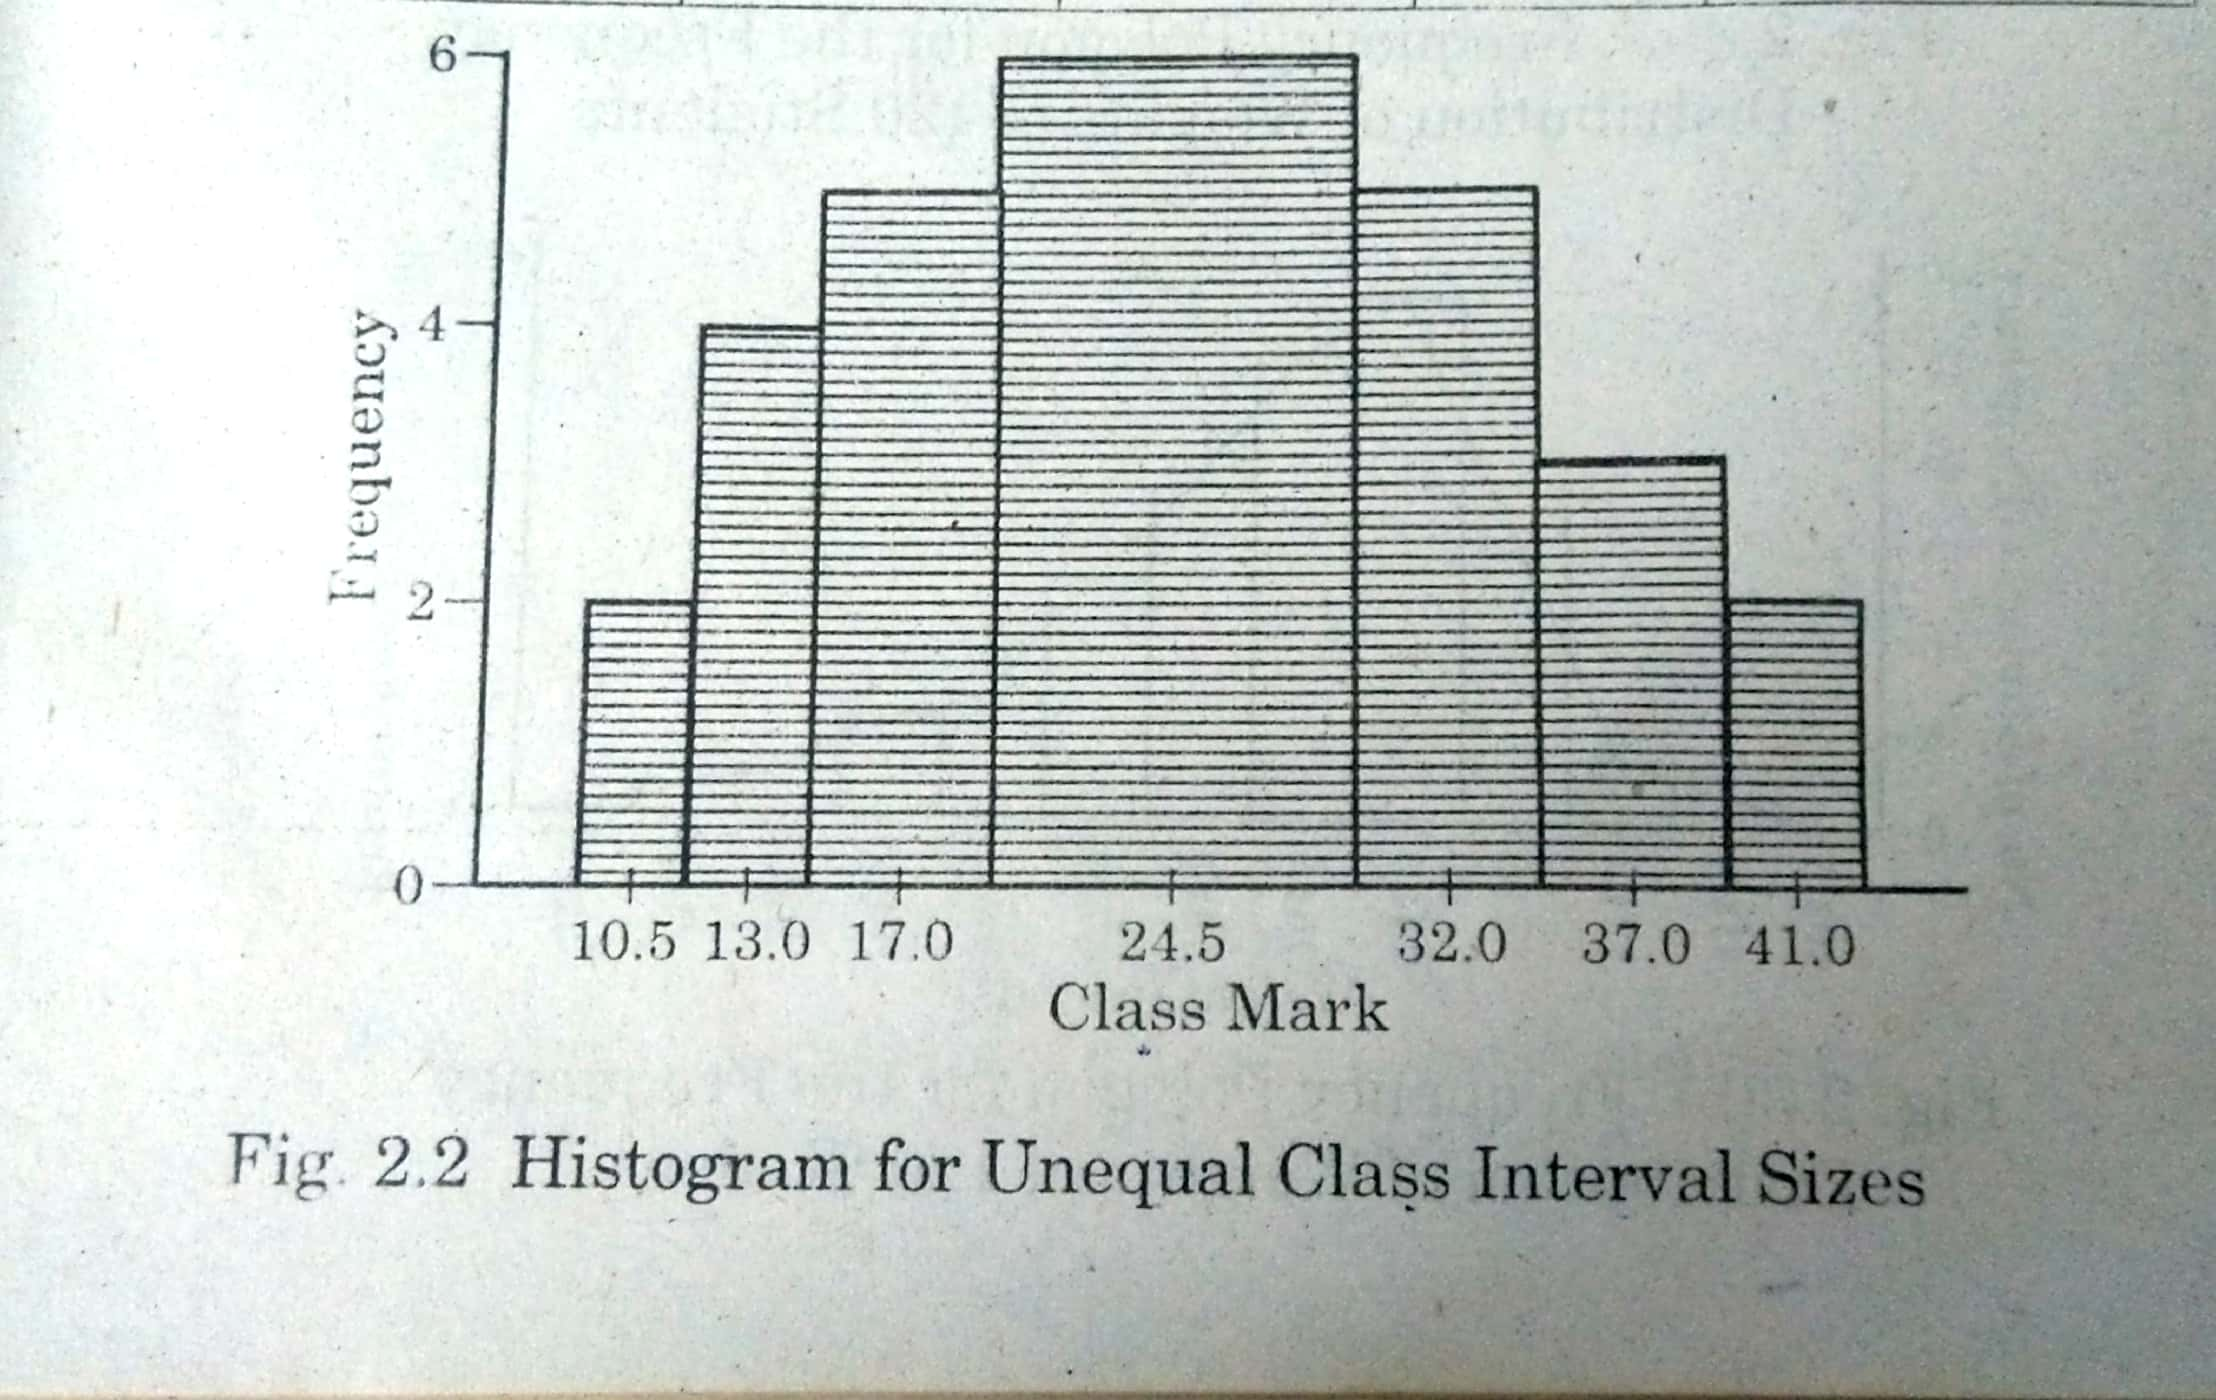 6
4
2
0
Frequency
10.5 13.0 17.0 24.5 32.0 37.0 41.0
Class Mark
Fig. 2.2 Histogram for Unequal Class Interval Sizes